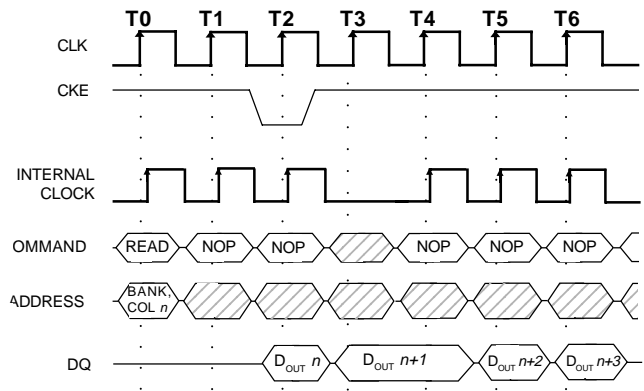 T0 T1 T2 T3 T4 T5 T6
CLK
CKE
INTERNAL
CLOCK
OMMAND READ NOP NOP NOP NOP NOP
ADDRESS BANK,
COL n
DQ DOUT n DOUT n+1 DOUT n+2 DOUT n+3